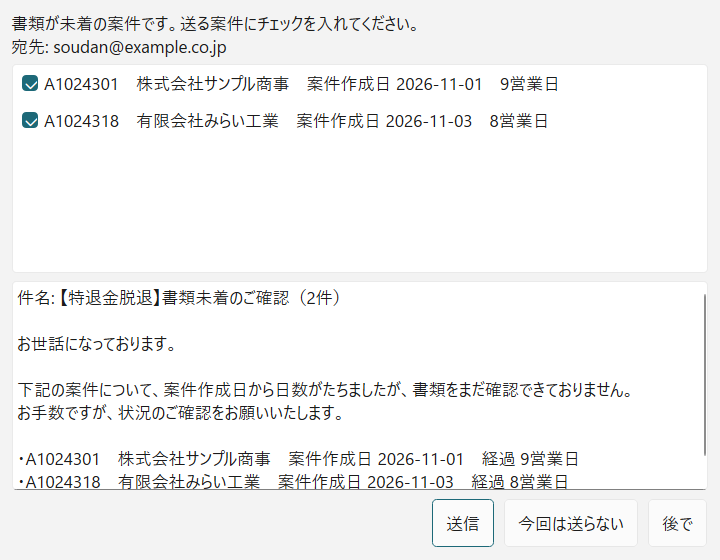 書類が未着の案件です。送る案件にチェックを入れてください。
宛先: soudan@example.co.jp
A1024301　株式会社サンプル商事　案件作成日 2026-11-01　9営業日
A1024318　有限会社みらい工業　案件作成日 2026-11-03　8営業日
件名:【特退金脱退】書類未着のご確認（2件）
お世話になっております。
下記の案件について、案件作成日から日数がたちましたが、書類をまだ確認できておりません。
お手数ですが、状況のご確認をお願いいたします。
・A1024301　株式会社サンプル商事　案件作成日 2026-11-01　経過 9営業日
・A1024318　有限会社みらい工業　案件作成日 2026-11-03　経過 8営業日
送信　今回は送らない　後で